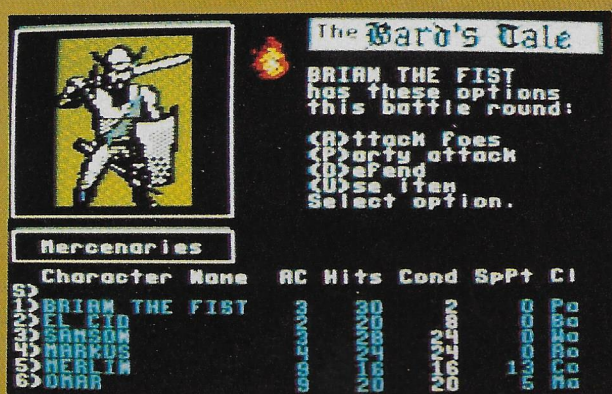 The Bard's Tale
BRIAN THE FIST
has these options
this battle round:
(A)ttack Foes
(P)arty attack
(D)efend
(U)se item
Select option.
Mercenaries
Character Name AC Hits Cond SpPt Cl
S)
1) BRIAN THE FIST 3 30 2 0 Pa
2) EL CID 2 20 8 0 Ba
3) SAMSON 3 28 24 0 Wa
4) MARKUS 4 24 24 0 Ro
5) MERLIN 9 16 16 13 Co
6) OMAR 9 20 20 5 Ma